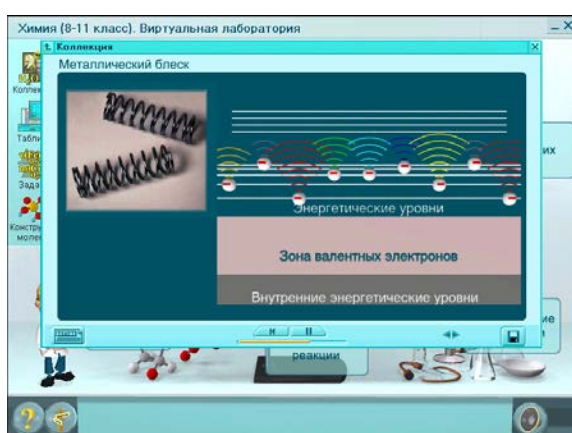 Химия (8-11 класс). Виртуальная лаборатория
Коллекция
Металлический блеск
Энергетические уровни
Зона валентных электронов
Внутренние энергетические уровни
реакции